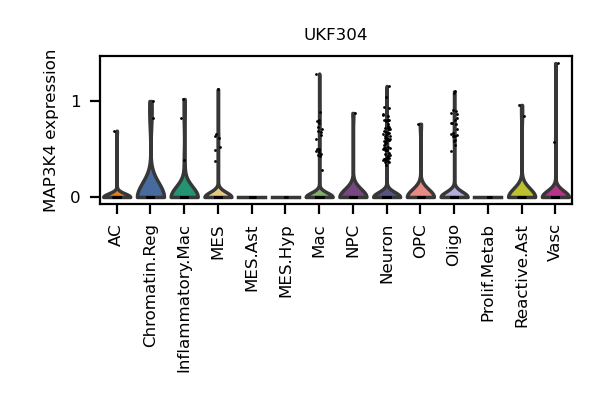 UKF304
MAP3K4 expression
1
0
AC
Chromatin.Reg
Inflammatory.Mac
MES
MES.Ast
MES.Hyp
Mac
NPC
Neuron
OPC
Oligo
Prolif.Metab
Reactive.Ast
Vasc